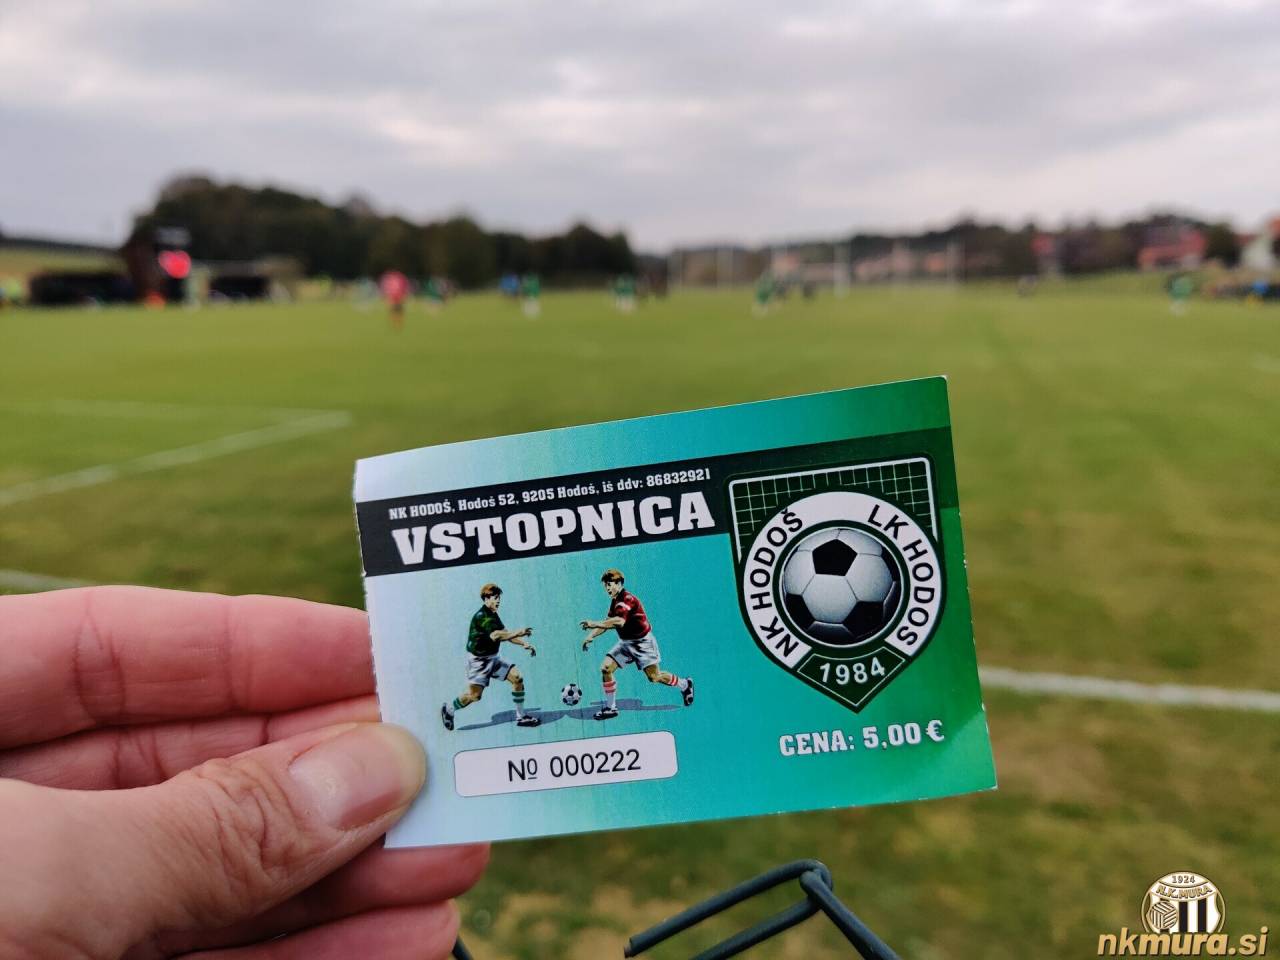 NK HODOŠ, Hodoš 52, 9205 Hodoš, iš ddv: 86832921
VSTOPNICA
NK HODOŠ LK HODOS
1984
CENA: 5,00 €
№ 000222
1924
N.K. MURA
nkmura.si